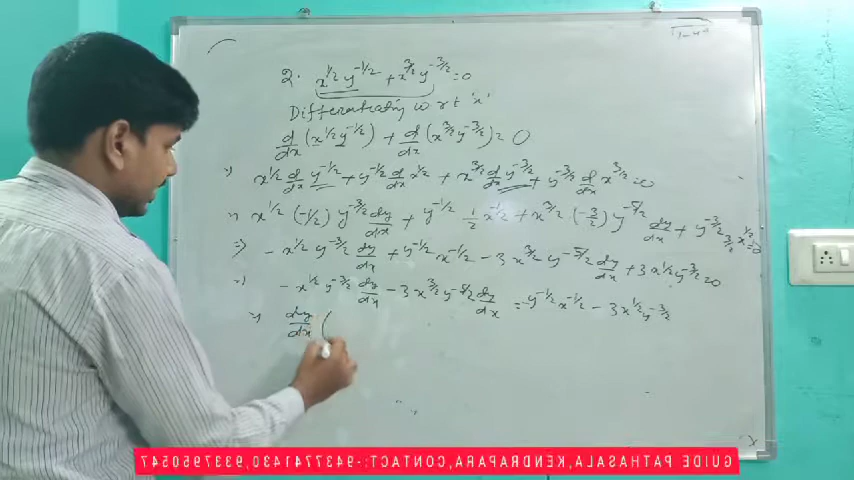 2. x^{1/2} y^{-1/2} + x^{3/2} y^{-3/2} = 0
Differentiating w r t 'x'
d/dx (x^{1/2} y^{-1/2}) + d/dx (x^{3/2} y^{-3/2}) = 0
⇒ x^{1/2} d/dx y^{-1/2} + y^{-1/2} d/dx x^{1/2} + x^{3/2} d/dx y^{-3/2} + y^{-3/2} d/dx x^{3/2} = 0
⇒ x^{1/2} (-1/2) y^{-3/2} dy/dx + y^{-1/2} 1/2 x^{-1/2} + x^{3/2} (-3/2) y^{-5/2} dy/dx + y^{-3/2} 3/2 x^{1/2} = 0
⇒ - x^{1/2} y^{-3/2} dy/dx + y^{-1/2} x^{-1/2} - 3 x^{3/2} y^{-5/2} dy/dx + 3 x^{1/2} y^{-3/2} = 0
⇒ - x^{1/2} y^{-3/2} dy/dx - 3 x^{3/2} y^{-5/2} dy/dx = - y^{-1/2} x^{-1/2} - 3 x^{1/2} y^{-3/2}
⇒ dy/dx (
GUIDE PATHASALA, KENDRAPARA, CONTACT:-9437741430, 9337950547